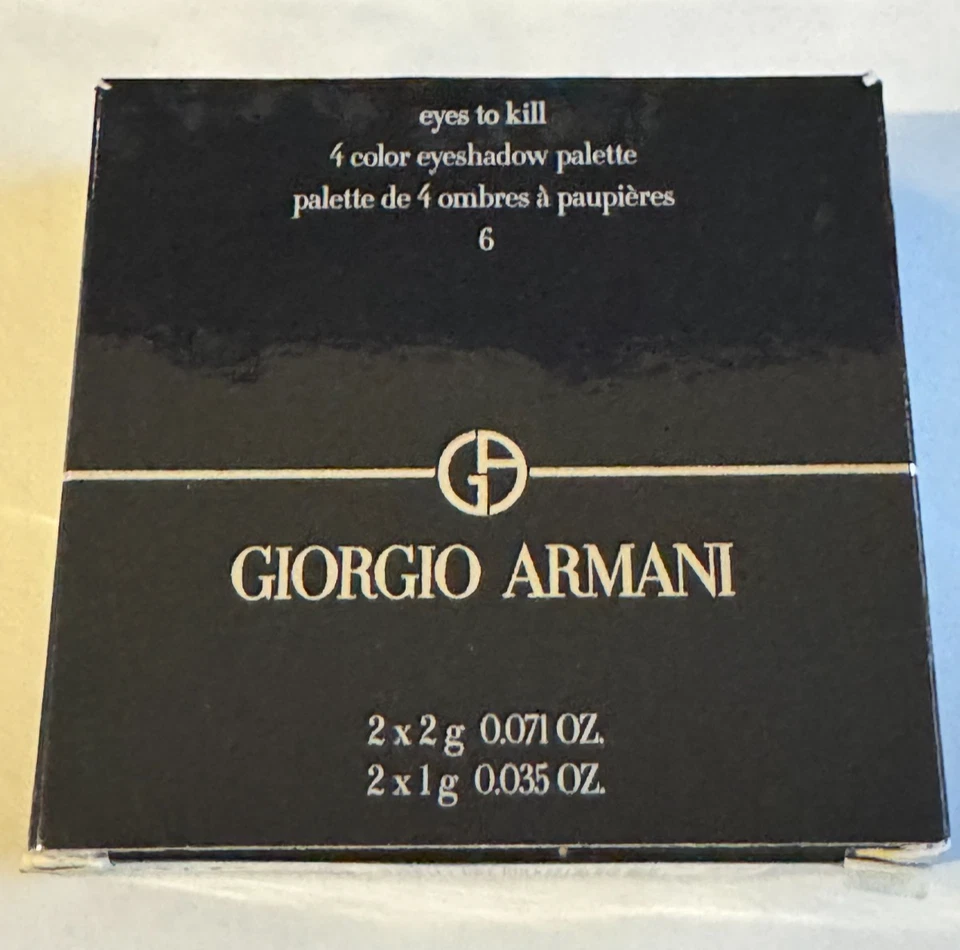 eyes to kill
4 color eyeshadow palette
palette de 4 ombres à paupières
6
GA
GIORGIO ARMANI
2 x 2 g 0.071 OZ.
2 x 1 g 0.035 OZ.